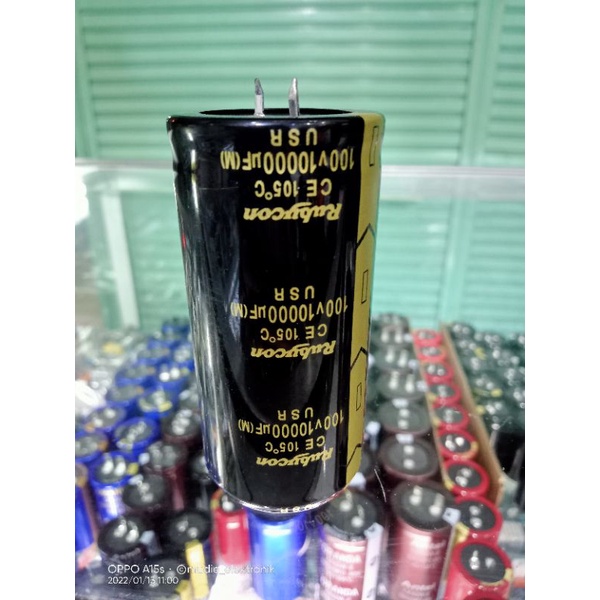 Rubycon
CE 105°C
100v10000µF(M)
USR
Rubycon
CE 105°C
100v10000µF(M)
USR
Rubycon
CE 105°C
100v10000µF(M)
USR
OPPO A15s
2022/01/13 11:00